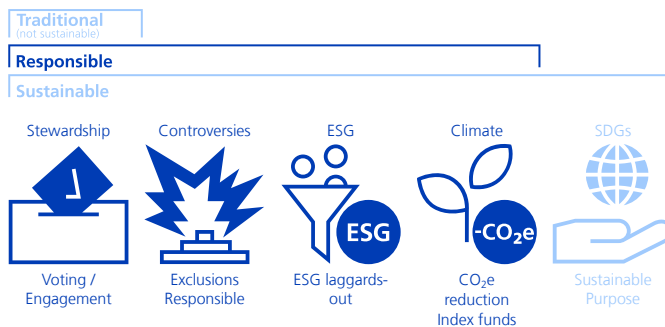 Traditional
(not sustainable)
Responsible
Sustainable
Stewardship
Controversies
ESG
Climate
SDGs
ESG
-CO₂e
Voting /
Engagement
Exclusions
Responsible
ESG laggards-
out
CO₂e
reduction
Index funds
Sustainable
Purpose